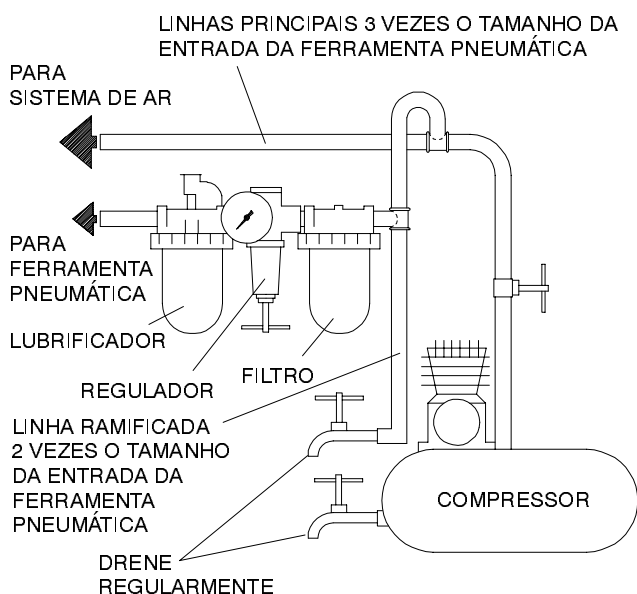 LINHAS PRINCIPAIS 3 VEZES O TAMANHO DA
ENTRADA DA FERRAMENTA PNEUMÁTICA
PARA
SISTEMA DE AR
PARA
FERRAMENTA
PNEUMÁTICA
LUBRIFICADOR
REGULADOR
FILTRO
LINHA RAMIFICADA
2 VEZES O TAMANHO
DA ENTRADA DA
FERRAMENTA
PNEUMÁTICA
COMPRESSOR
DRENE
REGULARMENTE